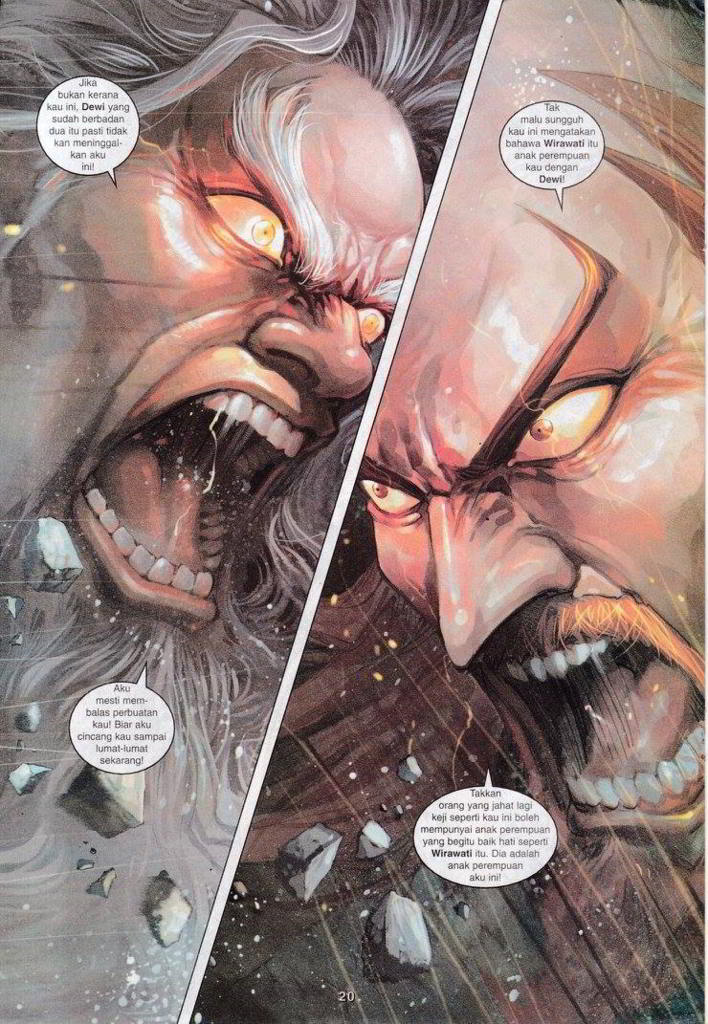 Jika
bukan kerana
kau ini, Dewi yang
sudah berbadan
dua itu pasti tidak
kan meninggal-
kan aku
ini!
Tak
malu sungguh
kau ini mengatakan
bahawa Wirawati itu
anak perempuan
kau dengan
Dewi!
Aku
mesti mem-
balas perbuatan
kau! Biar aku
cincang kau sampai
lumat-lumat
sekarang!
Takkan
orang yang jahat lagi
keji seperti kau ini boleh
mempunyai anak perempuan
yang begitu baik hati seperti
Wirawati itu. Dia adalah
anak perempuan
aku ini!
20